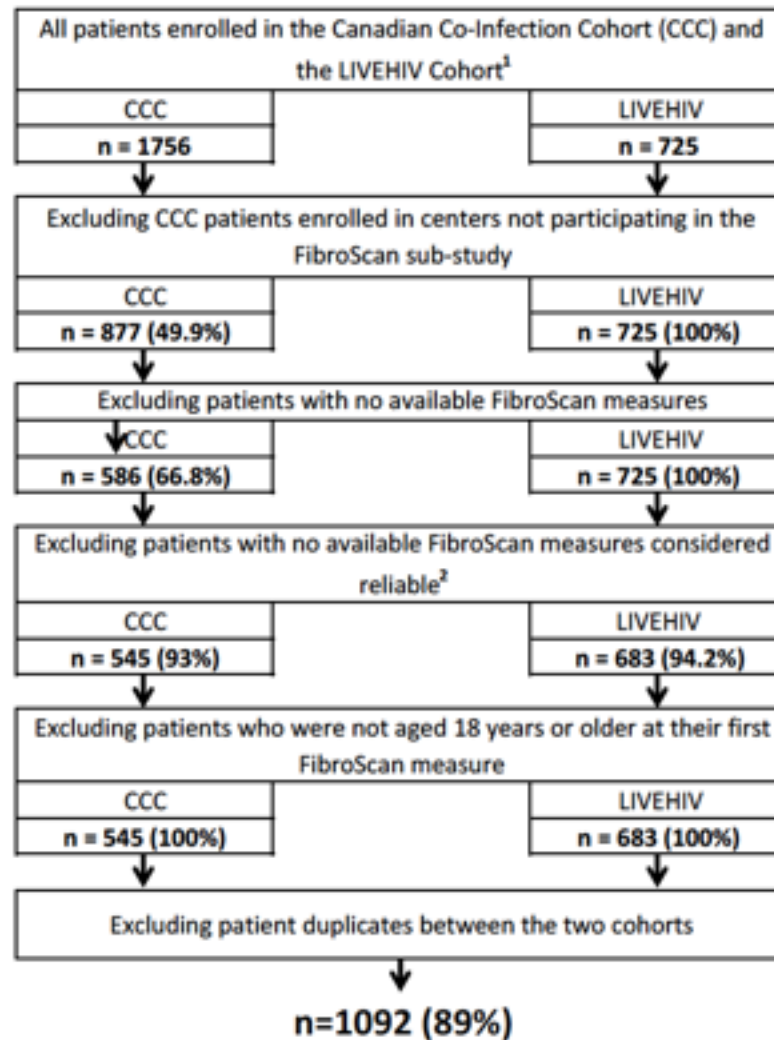 All patients enrolled in the Canadian Co-Infection Cohort (CCC) and
the LIVEHIV Cohort¹
CCC
LIVEHIV
n = 1756
n = 725
Excluding CCC patients enrolled in centers not participating in the
FibroScan sub-study
CCC
LIVEHIV
n = 877 (49.9%)
n = 725 (100%)
Excluding patients with no available FibroScan measures
CCC
LIVEHIV
n = 586 (66.8%)
n = 725 (100%)
Excluding patients with no available FibroScan measures considered
reliable²
CCC
LIVEHIV
n = 545 (93%)
n = 683 (94.2%)
Excluding patients who were not aged 18 years or older at their first
FibroScan measure
CCC
LIVEHIV
n = 545 (100%)
n = 683 (100%)
Excluding patient duplicates between the two cohorts
n=1092 (89%)